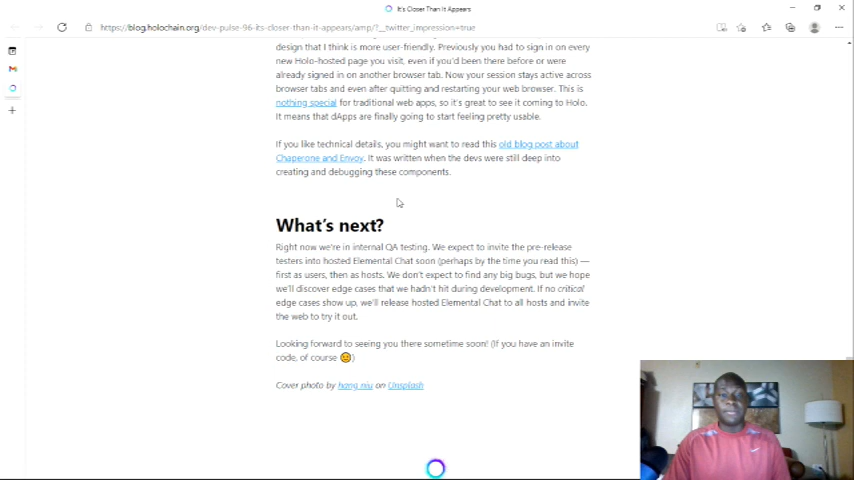 It's Closer Than It Appears
https://blog.holochain.org/dev-pulse-96-its-closer-than-it-appears/amp/?__twitter_impression=true
design that I think is more user-friendly. Previously you had to sign in on every
new Holo-hosted page you visit, even if you'd been there before or were
already signed in on another browser tab. Now your session stays active across
browser tabs and even after quitting and restarting your web browser. This is
nothing special for traditional web apps, so it's great to see it coming to Holo.
It means that dApps are finally going to start feeling pretty usable.
If you like technical details, you might want to read this old blog post about
Chaperone and Envoy. It was written when the devs were still deep into
creating and debugging these components.
What's next?
Right now we're in internal QA testing. We expect to invite the pre-release
testers into hosted Elemental Chat soon (perhaps by the time you read this) —
first as users, then as hosts. We don't expect to find any big bugs, but we hope
we'll discover edge cases that we hadn't hit during development. If no critical
edge cases show up, we'll release hosted Elemental Chat to all hosts and invite
the web to try it out.
Looking forward to seeing you there sometime soon! (If you have an invite
code, of course 😉)
Cover photo by hang niu on Unsplash